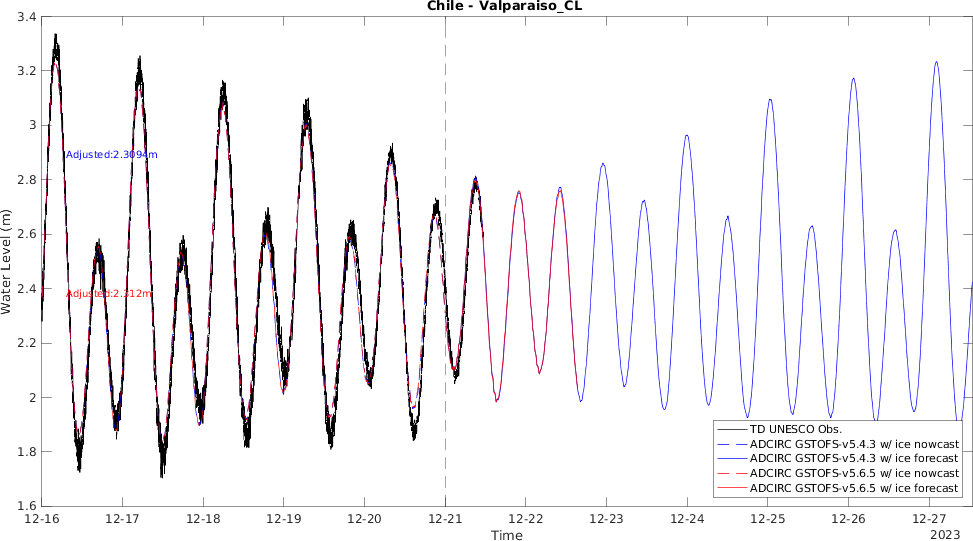 Chile - Valparaiso_CL
3.4
3.2
3
2.8
2.6
2.4
2.2
2
1.8
1.6
Water Level (m)
Adjusted:2.3094m
Adjusted:2.312m
TD UNESCO Obs.
ADCIRC GSTOFS-v5.4.3 w/ ice nowcast
ADCIRC GSTOFS-v5.4.3 w/ ice forecast
ADCIRC GSTOFS-v5.6.5 w/ ice nowcast
ADCIRC GSTOFS-v5.6.5 w/ ice forecast
12-16 12-17 12-18 12-19 12-20 12-21 12-22 12-23 12-24 12-25 12-26 12-27
2023
Time